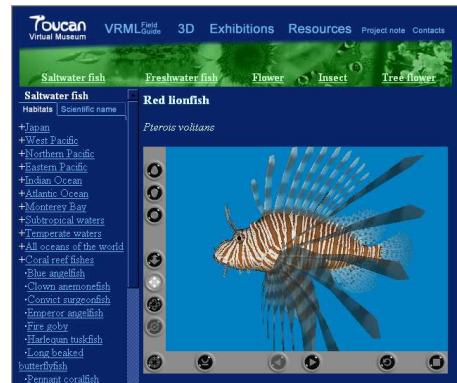 Toucan
Virtual Museum
VRML Field Guide 3D Exhibitions Resources Project note Contacts
Saltwater fish Freshwater fish Flower Insect Tree flower
Saltwater fish
Habitats Scientific name
+Japan
+West Pacific
+Northern Pacific
+Eastern Pacific
+Indian Ocean
+Atlantic Ocean
+Monterey Bay
+Subtropical waters
+Temperate waters
+All oceans of the world
+Coral reef fishes
·Blue angelfish
·Clown anemonefish
·Convict surgeonfish
·Emperor angelfish
·Fire goby
·Harlequin tuskfish
·Long beaked
butterflyfish
·Pennant coralfish
Red lionfish
Pterois volitans